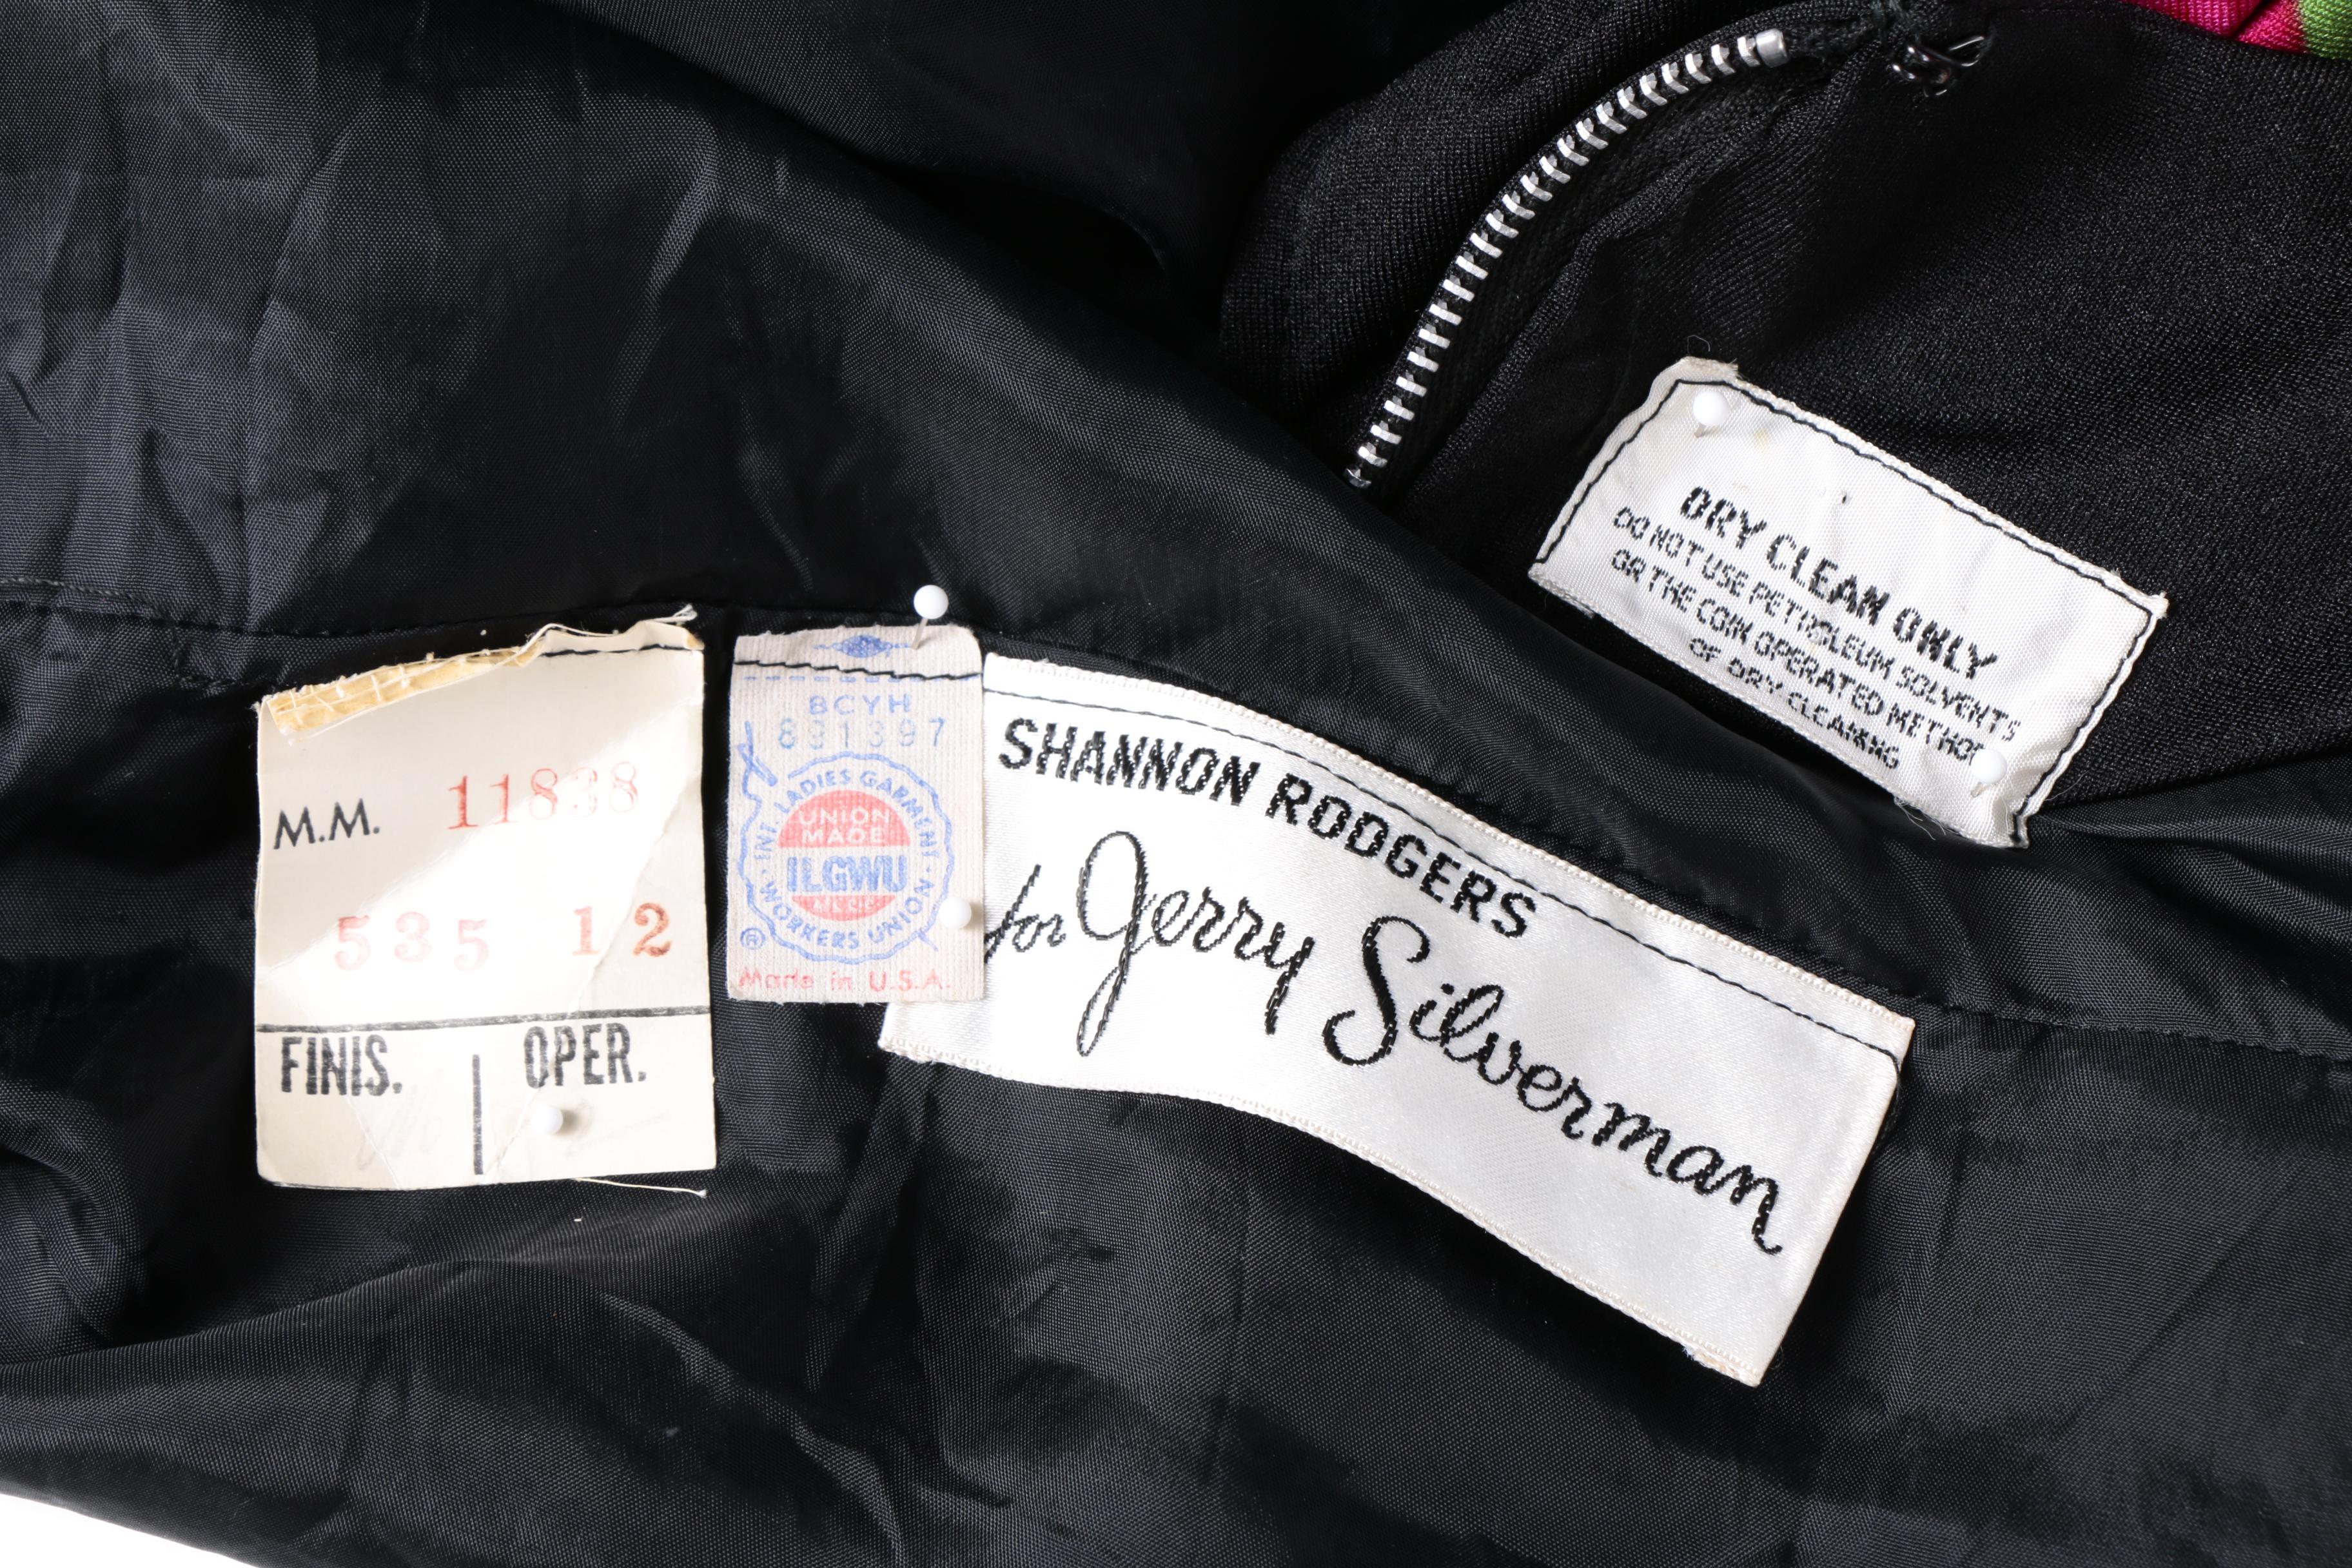 M.M. 11838
535 12
FINIS. OPER.
BCYH
891397
INT. LADIES GARMENT
WORKERS UNION
UNION
MADE
ILGWU
®
Made in U.S.A.
SHANNON RODGERS
for Jerry Silverman
DRY CLEAN ONLY
DO NOT USE PETROLEUM SOLVENTS
OR THE COIN OPERATED METHOD
OF DRY CLEANING